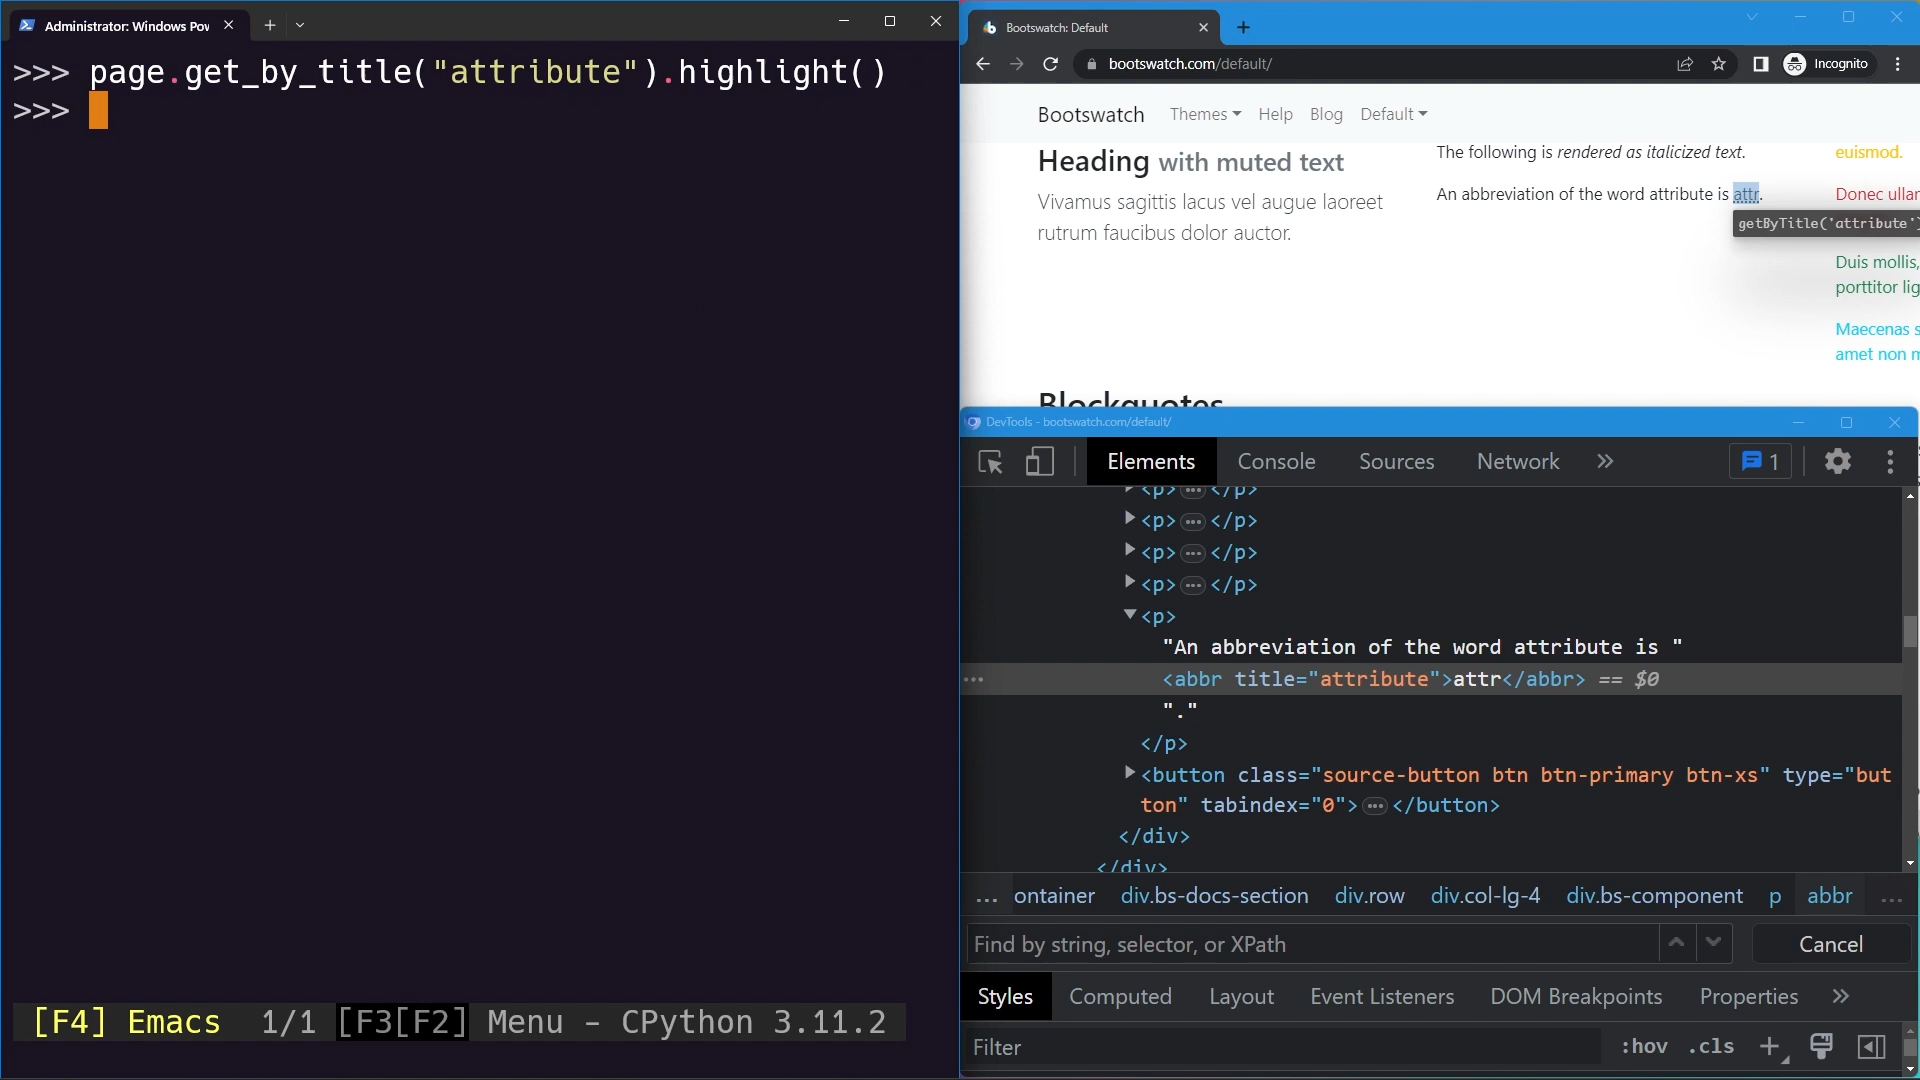 Administrator: Windows Pow
>>> page.get_by_title("attribute").highlight()
>>>
[F4] Emacs 1/1 [F3[F2] Menu - CPython 3.11.2
Bootswatch: Default
bootswatch.com/default/
Incognito
Bootswatch Themes Help Blog Default
Heading with muted text
Vivamus sagittis lacus vel augue laoreet
rutrum faucibus dolor auctor.
The following is rendered as italicized text.
An abbreviation of the word attribute is attr.
getByTitle('attribute')
euismod.
Donec ullar
Duis mollis,
porttitor lig
Maecenas s
amet non m
Blockquotes
DevTools - bootswatch.com/default/
Elements Console Sources Network 1
<p> ... </p>
<p> ... </p>
<p> ... </p>
<p> ... </p>
<p>
"An abbreviation of the word attribute is "
<abbr title="attribute">attr</abbr> == $0
"."
</p>
<button class="source-button btn btn-primary btn-xs" type="but
ton" tabindex="0"> ... </button>
</div>
</div>
... ontainer div.bs-docs-section div.row div.col-lg-4 div.bs-component p abbr ...
Find by string, selector, or XPath Cancel
Styles Computed Layout Event Listeners DOM Breakpoints Properties
Filter :hov .cls